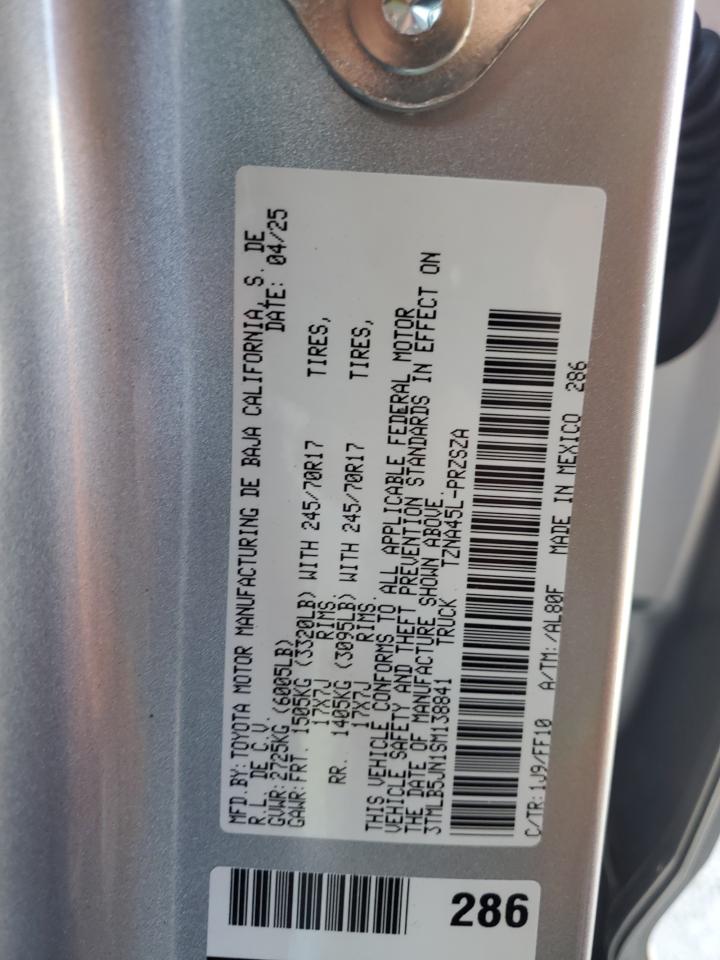 MFD.BY: TOYOTA MOTOR MANUFACTURING DE BAJA CALIFORNIA, S. DE
R.L. DE C.V. DATE: 04/25
GVWR: 2725KG (6005LB)
GAWR: FRT. 1505KG (3320LB) WITH 245/70R17 TIRES,
17X7J RIMS.
RR. 1405KG (3095LB) WITH 245/70R17 TIRES,
17X7J RIMS.
THIS VEHICLE CONFORMS TO ALL APPLICABLE FEDERAL MOTOR
VEHICLE SAFETY AND THEFT PREVENTION STANDARDS IN EFFECT ON
THE DATE OF MANUFACTURE SHOWN ABOVE.
3TMLB5JN1SM138841 TRUCK TZNA45L-PRZSZA
C/TR: 1J9/FF10 A/TM: /AL80F MADE IN MEXICO 286
286